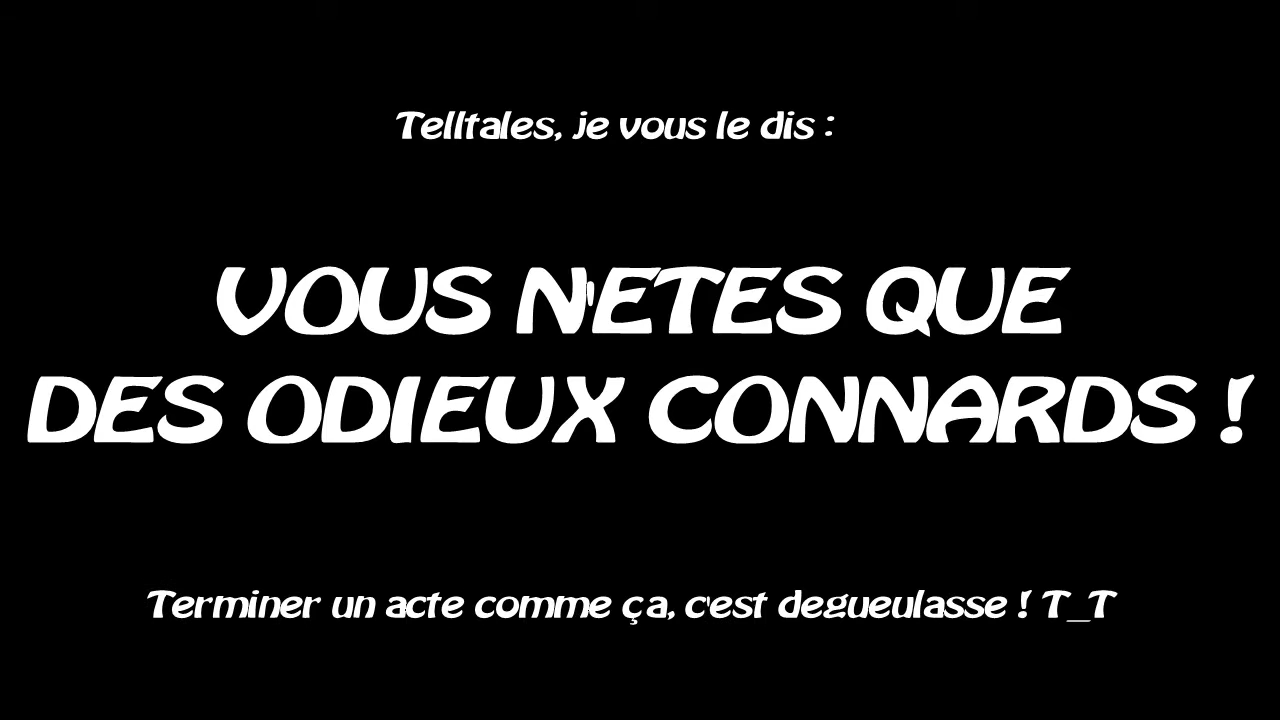 Telltales, je vous le dis :
VOUS N'ETES QUE
DES ODIEUX CONNARDS !
Terminer un acte comme ça, c'est degueulasse ! T_T